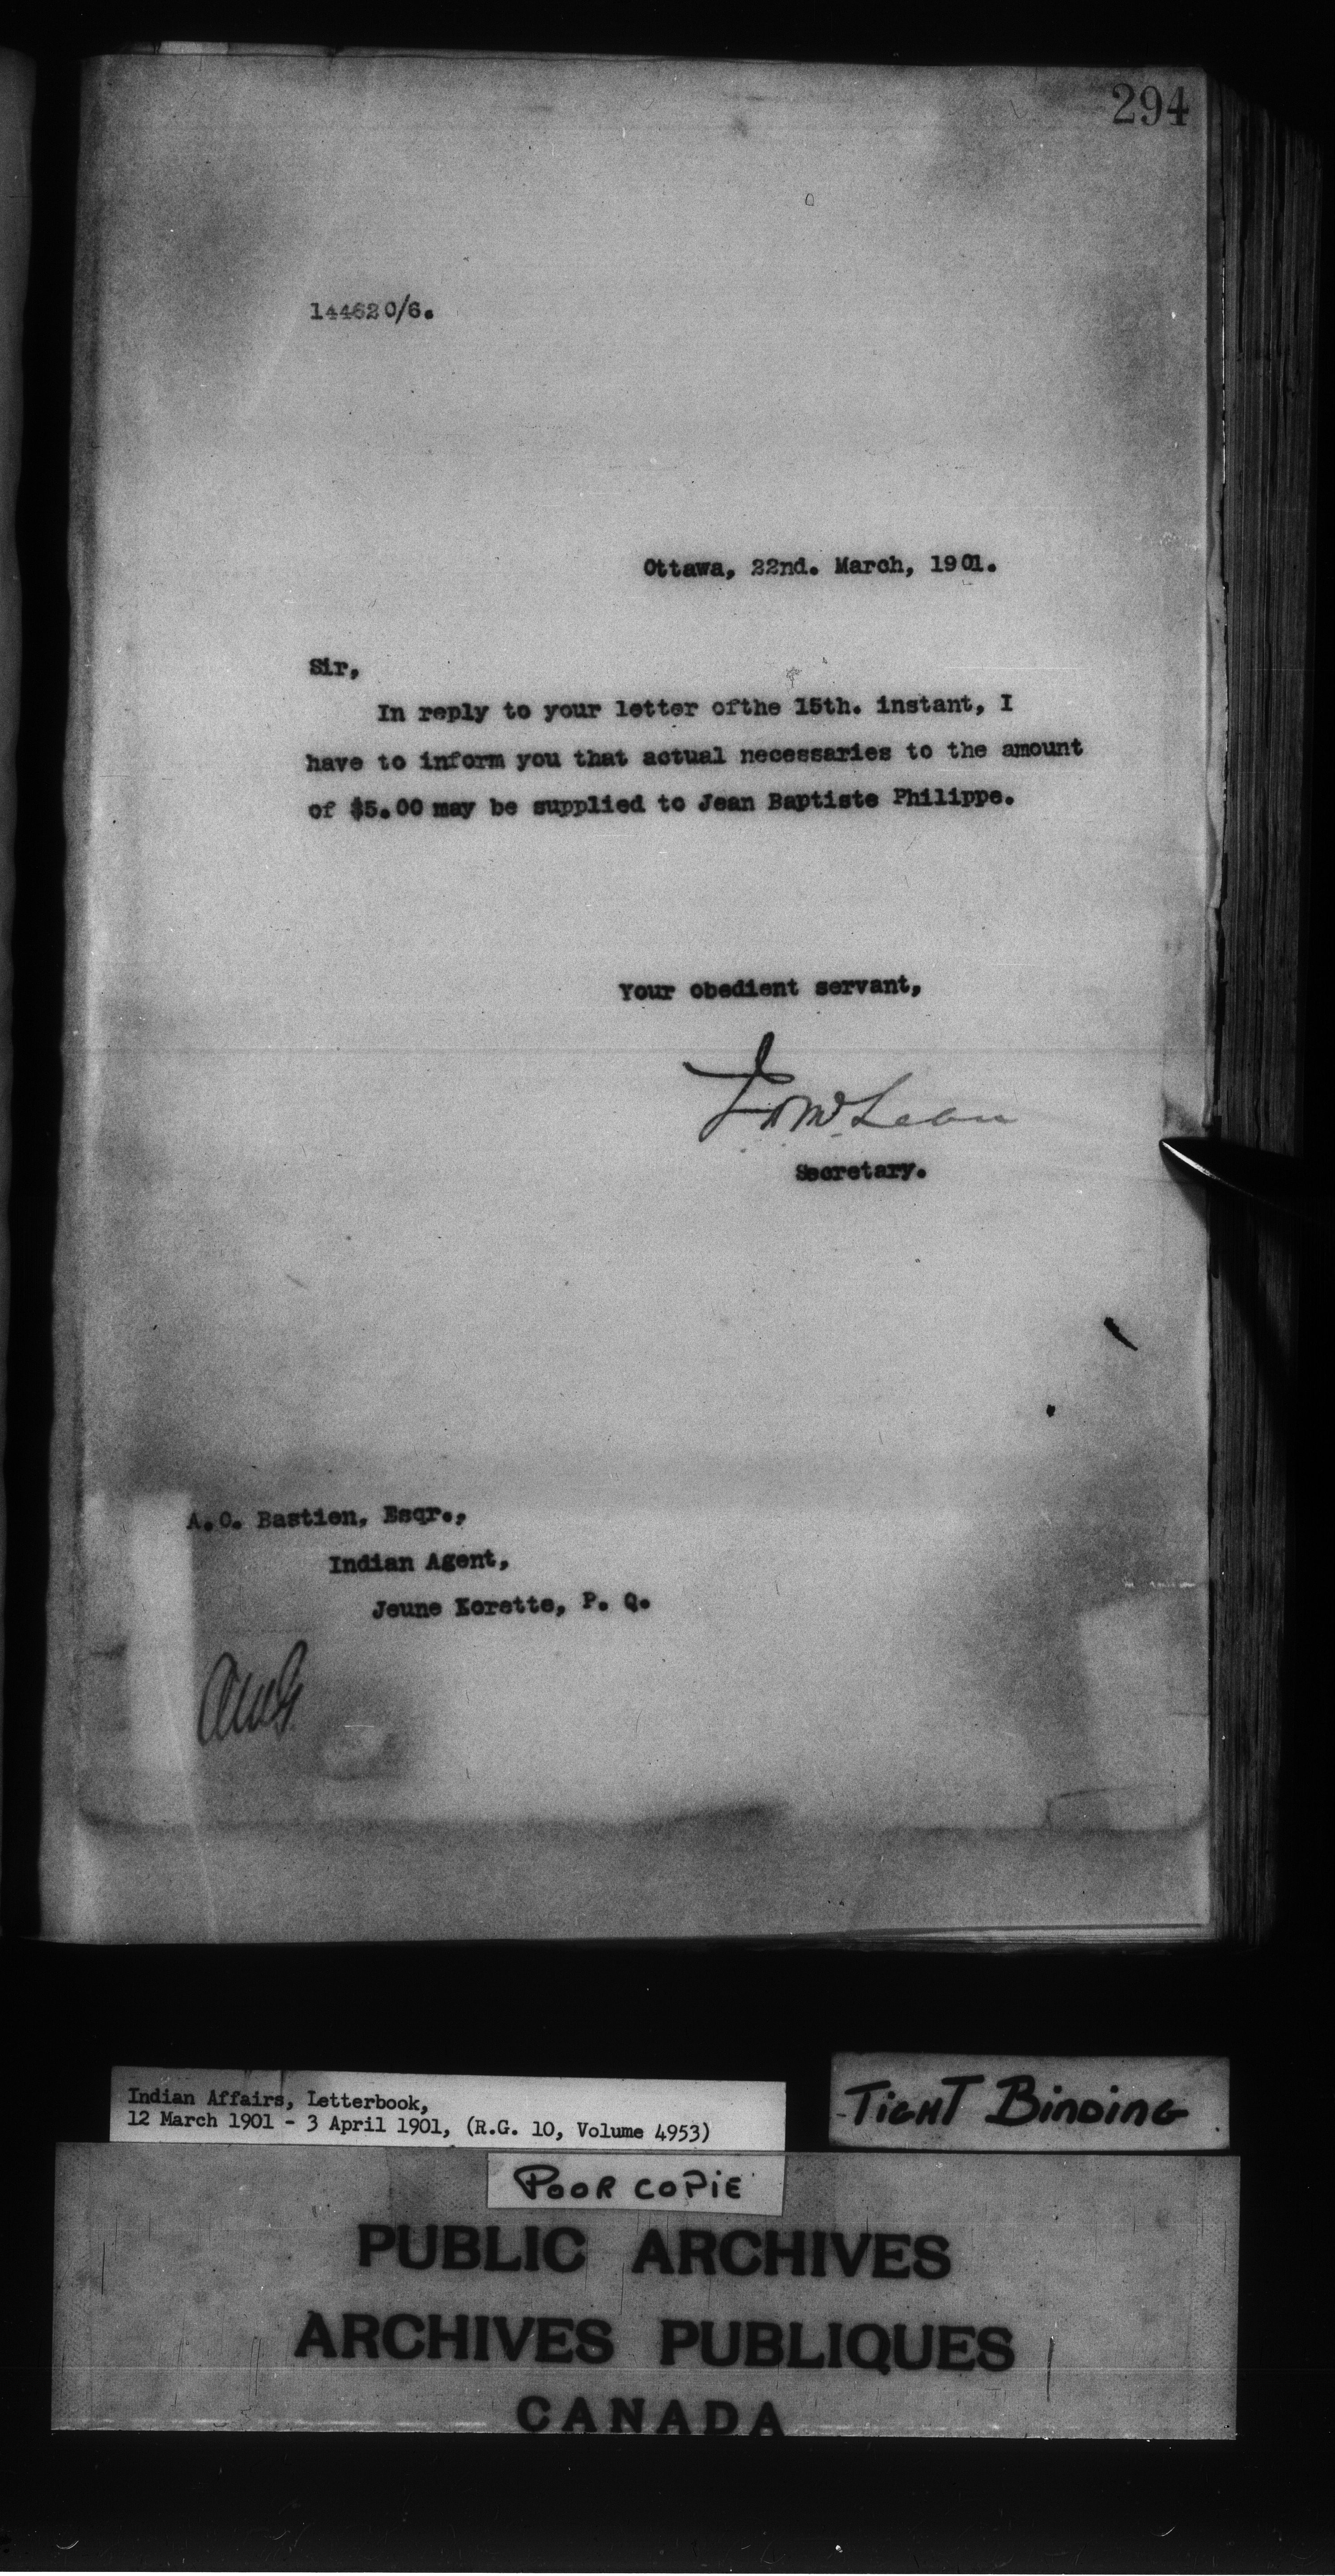 294
144620/6.
Ottawa, 22nd. March, 1901.
Sir,
In reply to your letter ofthe 15th. instant, I
have to inform you that actual necessaries to the amount
of $5.00 may be supplied to Jean Baptiste Philippe.
Your obedient servant,
J D McLean
Secretary.
A.O. Bastien, Esqr.,
Indian Agent,
Jeune Lorette, P. Q.
Indian Affairs, Letterbook,
12 March 1901 - 3 April 1901, (R.G. 10, Volume 4953)
TIGHT BINDING
POOR COPIE
PUBLIC ARCHIVES
ARCHIVES PUBLIQUES
CANADA